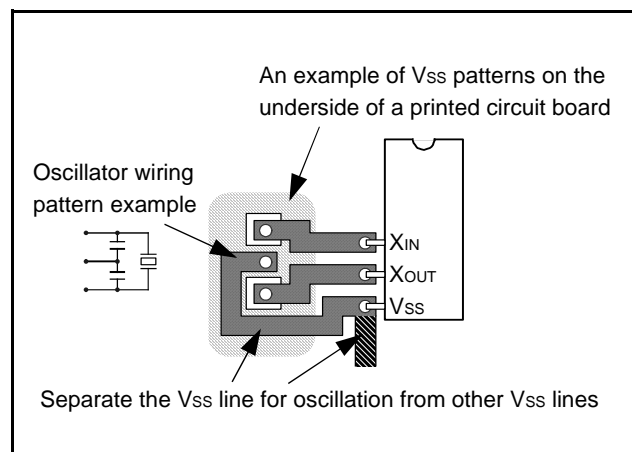 An example of Vss patterns on the
underside of a printed circuit board
Oscillator wiring
pattern example
XIN
XOUT
Vss
Separate the Vss line for oscillation from other Vss lines